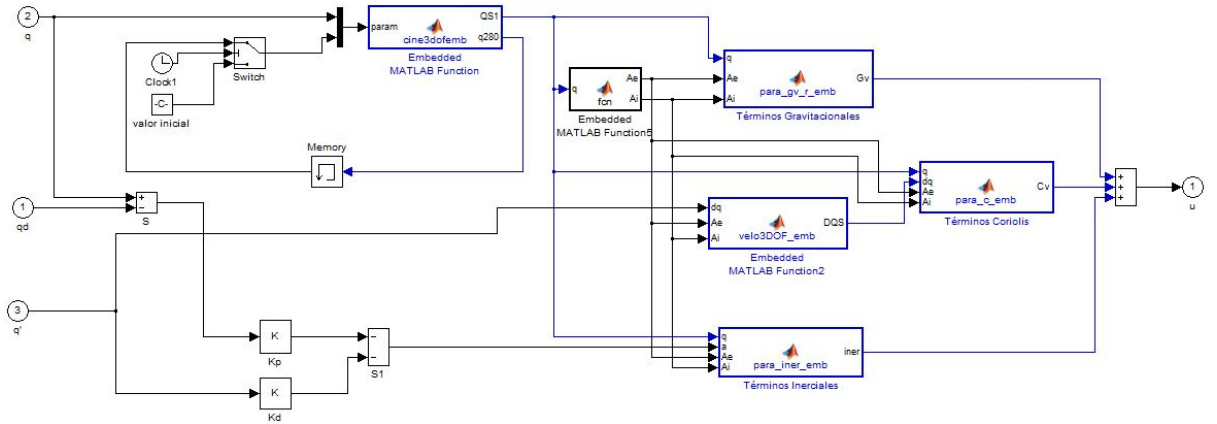 2
q
param
cine3dofemb
QS1
q280
Embedded
MATLAB Function
Clock1
Switch
-C-
valor inicial
Memory
q
fcn
Ae
Ai
Embedded
MATLAB Function5
q
Ae
Ai
para_gv_r_emb
Gv
Términos Gravitacionales
q
dq
Ae
Ai
para_c_emb
Cv
Términos Coriolis
+
+
+
1
u
1
qd
+
−
S
dq
Ae
Ai
velo3DOF_emb
DQS
Embedded
MATLAB Function2
3
q'
K
Kp
K
Kd
−
−
S1
q
a
Ae
Ai
para_iner_emb
iner
Términos Inerciales